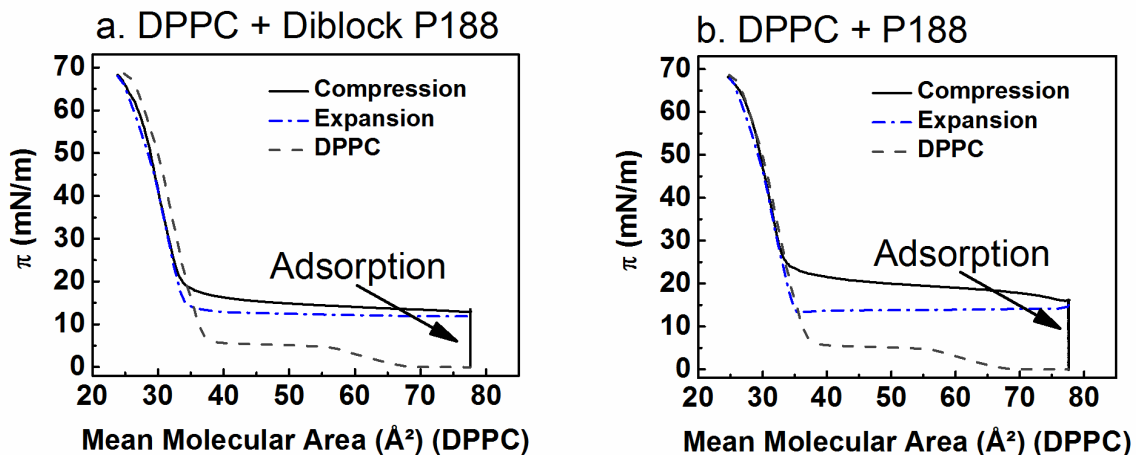 a. DPPC + Diblock P188
70
60
50
40
30
20
10
0
π (mN/m)
Compression
Expansion
DPPC
Adsorption
20 30 40 50 60 70 80
Mean Molecular Area (Å²) (DPPC)
b. DPPC + P188
70
60
50
40
30
20
10
0
π (mN/m)
Compression
Expansion
DPPC
Adsorption
20 30 40 50 60 70 80
Mean Molecular Area (Å²) (DPPC)